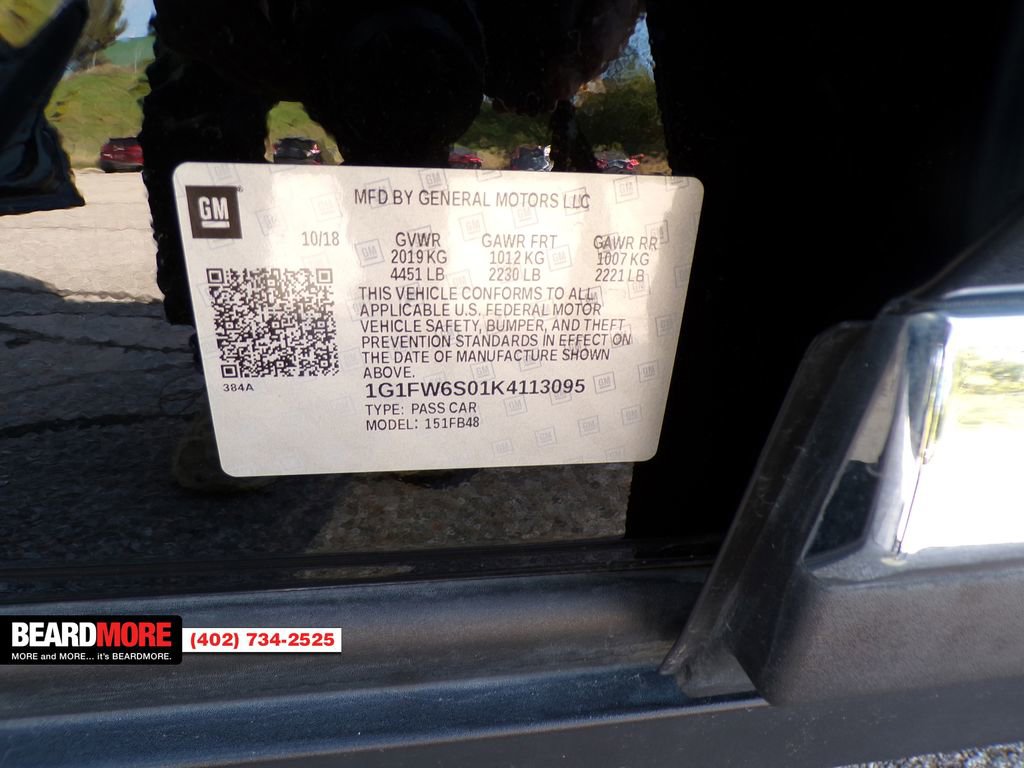 GM
MFD BY GENERAL MOTORS LLC
10/18 GVWR GAWR FRT GAWR RR
2019 KG 1012 KG 1007 KG
4451 LB 2230 LB 2221 LB
THIS VEHICLE CONFORMS TO ALL
APPLICABLE U.S. FEDERAL MOTOR
VEHICLE SAFETY, BUMPER, AND THEFT
PREVENTION STANDARDS IN EFFECT ON
THE DATE OF MANUFACTURE SHOWN
ABOVE.
384A
1G1FW6S01K4113095
TYPE: PASS CAR
MODEL: 151FB48
BEARDMORE
MORE and MORE... it's BEARDMORE.
(402) 734-2525